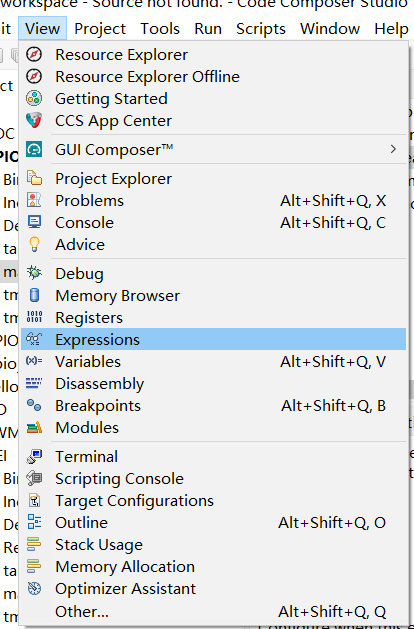 workspace - Source not found. - Code Composer Studio
it View Project Tools Run Scripts Window Help
Resource Explorer
Resource Explorer Offline
Getting Started
CCS App Center
GUI Composer™
Project Explorer
Problems Alt+Shift+Q, X
Console Alt+Shift+Q, C
Advice
Debug
Memory Browser
Registers
Expressions
Variables Alt+Shift+Q, V
Disassembly
Breakpoints Alt+Shift+Q, B
Modules
Terminal
Scripting Console
Target Configurations
Outline Alt+Shift+Q, O
Stack Usage
Memory Allocation
Optimizer Assistant
Other... Alt+Shift+Q, Q